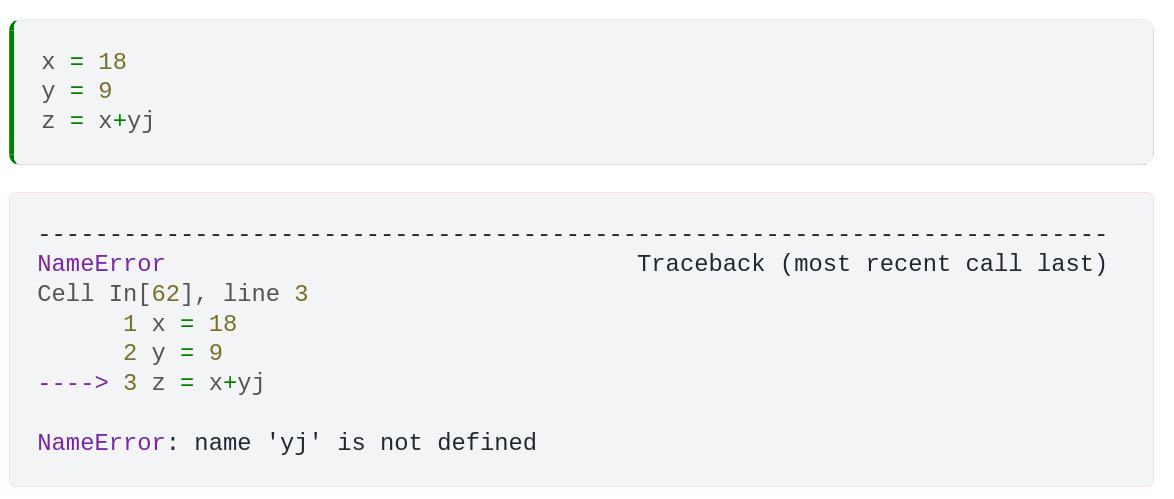 x = 18
y = 9
z = x+yj
---------------------------------------------------------------------------
NameError                                 Traceback (most recent call last)
Cell In[62], line 3
      1 x = 18
      2 y = 9
----> 3 z = x+yj
NameError: name 'yj' is not defined